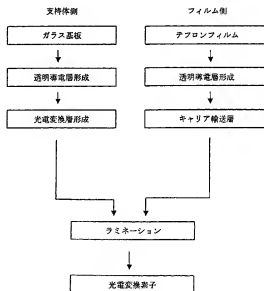 支持体側
フィルム側
ガラス基板
テフロンフィルム
透明導電層形成
透明導電層形成
光電変換層形成
キャリア輸送層
ラミネーション
光電変換素子